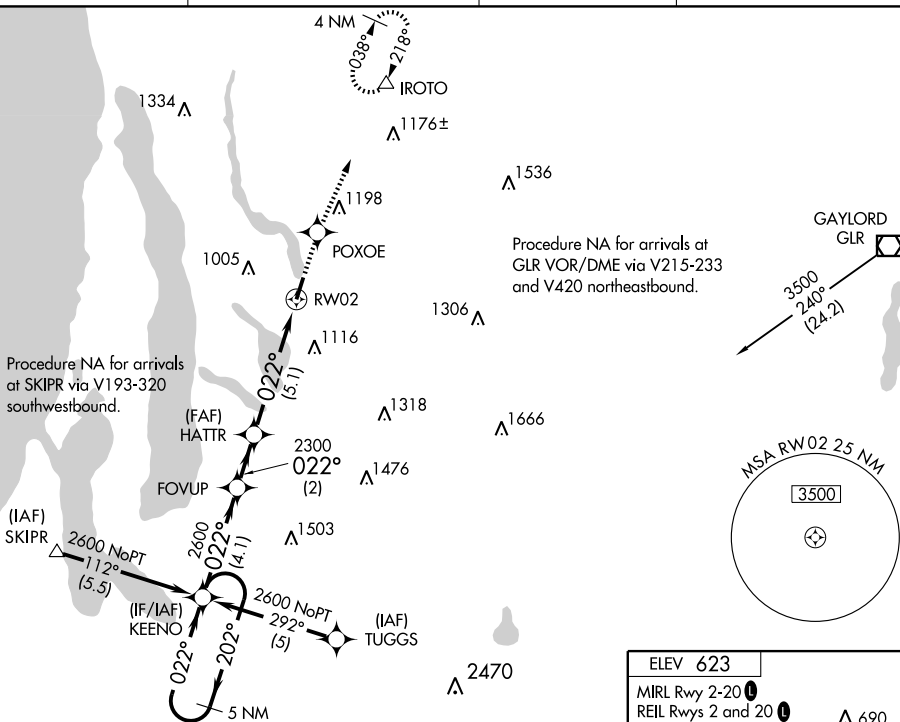 4 NM
038°
218°
IROTO
1334
1176±
1536
1198
POXOE
GAYLORD
GLR
Procedure NA for arrivals at
GLR VOR/DME via V215-233
and V420 northeastbound.
3500
240°
(24.2)
1005
RW02
1306
1116
Procedure NA for arrivals
at SKIPR via V193-320
southwestbound.
022°
(5.1)
1318
1666
(FAF)
HATTR
2300
022°
(2)
1476
FOVUP
MSA RW02 25 NM
3500
2600
022°
(4.1)
1503
(IAF)
SKIPR
2600 NoPT
112°
(5.5)
(IF/IAF)
KEENO
2600 NoPT
292°
(5)
(IAF)
TUGGS
022°
202°
5 NM
2470
ELEV 623
MIRL Rwy 2-20 L
REIL Rwys 2 and 20 L
690